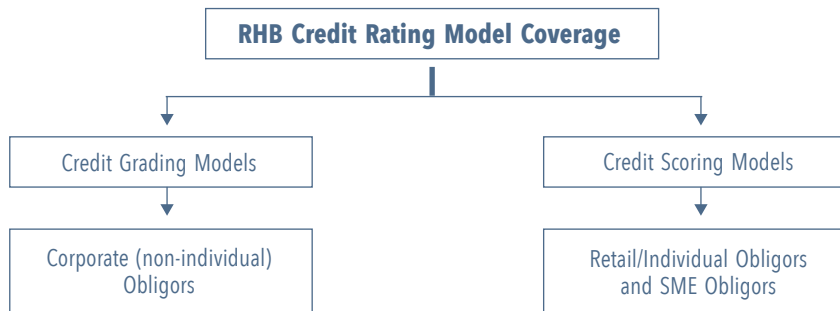 RHB Credit Rating Model Coverage
Credit Grading Models
Credit Scoring Models
Corporate (non-individual)
Obligors
Retail/Individual Obligors
and SME Obligors